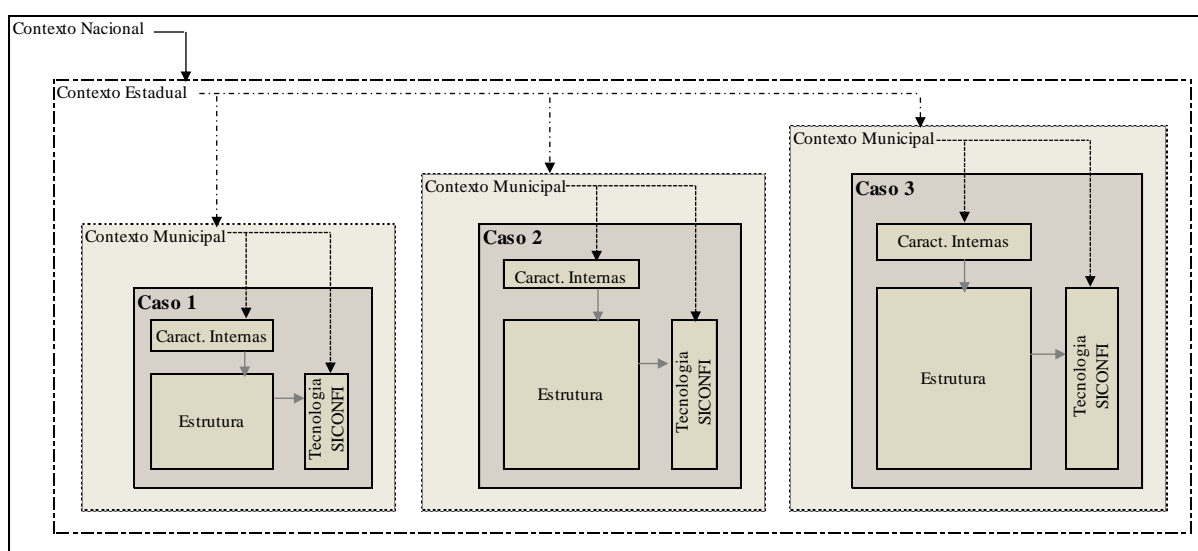 Contexto Nacional
Contexto Estadual
Contexto Municipal
Caso 1
Caract. Internas
Estrutura
Tecnologia
SICONFI
Contexto Municipal
Caso 2
Caract. Internas
Estrutura
Tecnologia
SICONFI
Contexto Municipal
Caso 3
Caract. Internas
Estrutura
Tecnologia
SICONFI